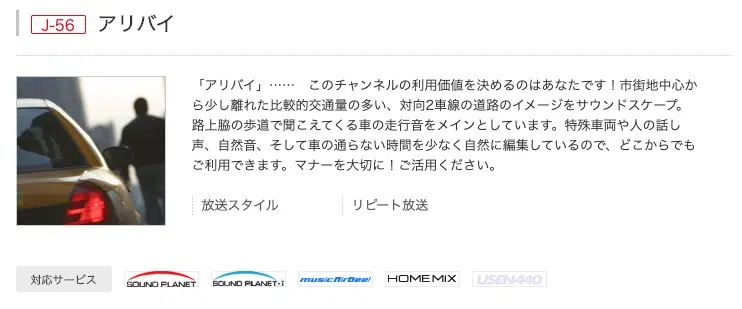 J-56 アリバイ
「アリバイ」…… このチャンネルの利用価値を決めるのはあなたです！市街地中心か
ら少し離れた比較的交通量の多い、対向2車線の道路のイメージをサウンドスケープ。
路上脇の歩道で聞こえてくる車の走行音をメインとしています。特殊車両や人の話し
声、自然音、そして車の通らない時間を少なく自然に編集しているので、どこからでも
ご利用できます。マナーを大切に！ご活用ください。
放送スタイル リピート放送
対応サービス SOUND PLANET SOUND PLANET-i music AirBee! HOME MIX USEN440